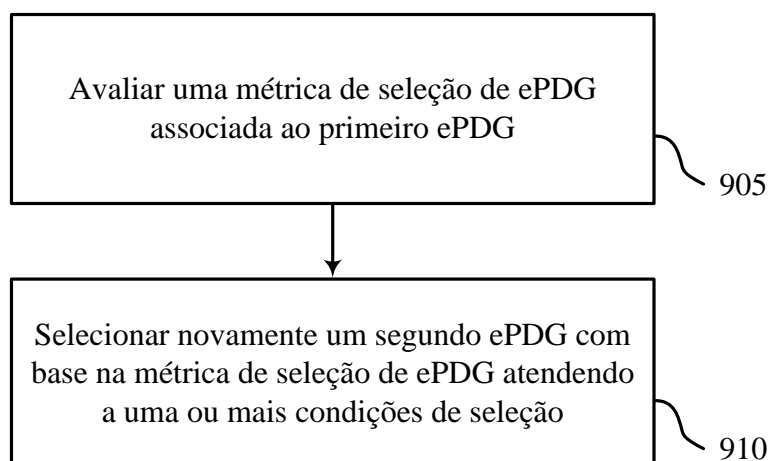 Avaliar uma métrica de seleção de ePDG
associada ao primeiro ePDG
905
Selecionar novamente um segundo ePDG com
base na métrica de seleção de ePDG atendendo
a uma ou mais condições de seleção
910